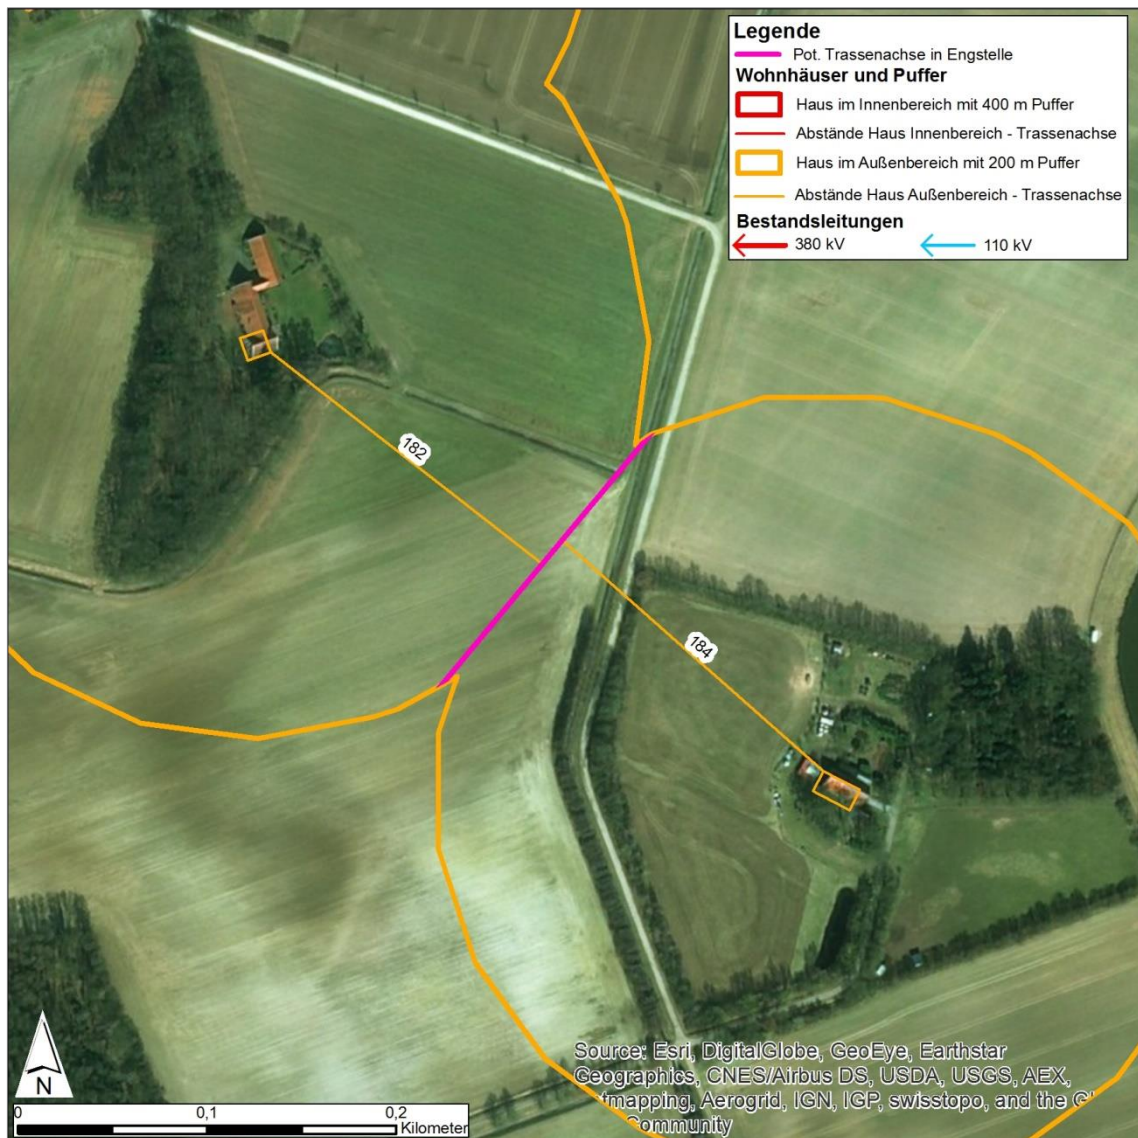 Legende
Pot. Trassenachse in Engstelle
Wohnhäuser und Puffer
Haus im Innenbereich mit 400 m Puffer
Abstände Haus Innenbereich - Trassenachse
Haus im Außenbereich mit 200 m Puffer
Abstände Haus Außenbereich - Trassenachse
Bestandsleitungen
380 kV 110 kV
182
184
N
0 0,1 0,2
Kilometer
Source: Esri, DigitalGlobe, GeoEye, Earthstar
Geographics, CNES/Airbus DS, USDA, USGS, AEX,
Aerogrid, IGN, IGP, swisstopo, and the
Community